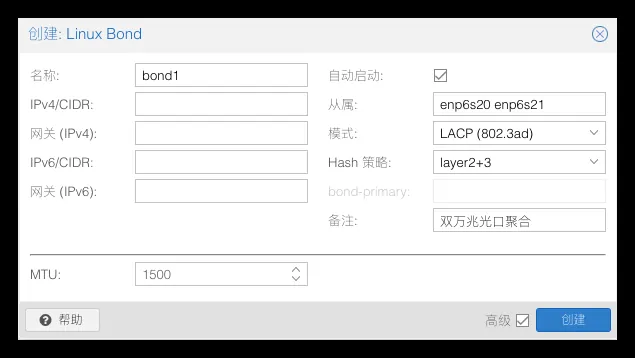 创建: Linux Bond
名称: bond1 自动启动:
IPv4/CIDR: 从属: enp6s20 enp6s21
网关 (IPv4): 模式: LACP (802.3ad)
IPv6/CIDR: Hash 策略: layer2+3
网关 (IPv6): bond-primary:
备注: 双万兆光口聚合
MTU: 1500
帮助 高级 创建